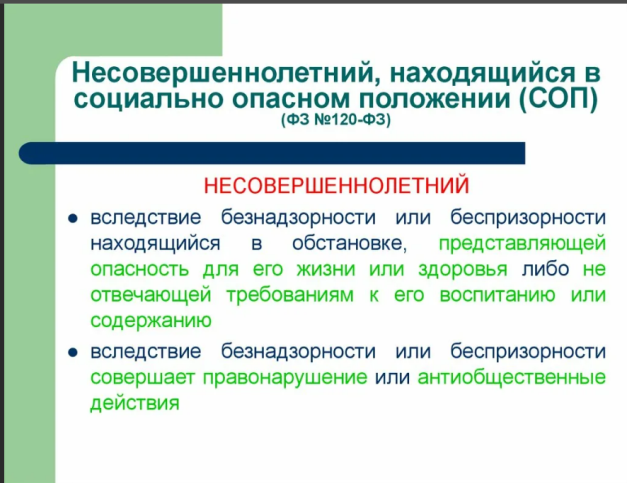 Несовершеннолетний, находящийся в
социально опасном положении (СОП)
(ФЗ №120-ФЗ)
НЕСОВЕРШЕННОЛЕТНИЙ
● вследствие безнадзорности или беспризорности
находящийся в обстановке, представляющей
опасность для его жизни или здоровья либо не
отвечающей требованиям к его воспитанию или
содержанию
● вследствие безнадзорности или беспризорности
совершает правонарушение или антиобщественные
действия